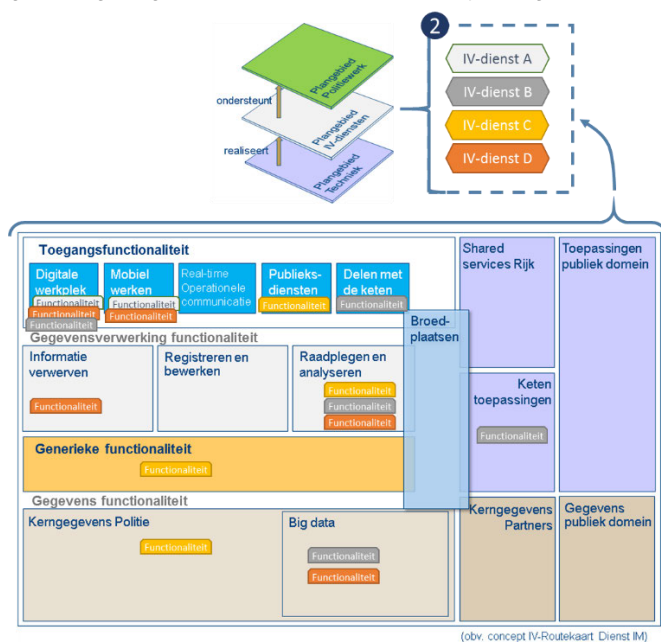 2
Plangebied
Politiewerk
ondersteunt
Plangebied
IV-diensten
realiseert
Plangebied
Techniek
IV-dienst A
IV-dienst B
IV-dienst C
IV-dienst D
Toegangsfunctionaliteit
Digitale
werkplek
Functionaliteit
Functionaliteit
Functionaliteit
Mobiel
werken
Functionaliteit
Functionaliteit
Real-time
Operationele
communicatie
Publieks-
diensten
Functionaliteit
Delen met
de keten
Functionaliteit
Shared
services Rijk
Toepassingen
publiek domein
Broed-
plaatsen
Gegevensverwerking functionaliteit
Informatie
verwerven
Functionaliteit
Registreren en
bewerken
Raadplegen en
analyseren
Functionaliteit
Functionaliteit
Functionaliteit
Keten
toepassingen
Functionaliteit
Generieke functionaliteit
Functionaliteit
Gegevens functionaliteit
Kerngegevens Politie
Functionaliteit
Big data
Functionaliteit
Functionaliteit
Kerngegevens
Partners
Gegevens
publiek domein
(obv. concept IV-Routekaart Dienst IM)